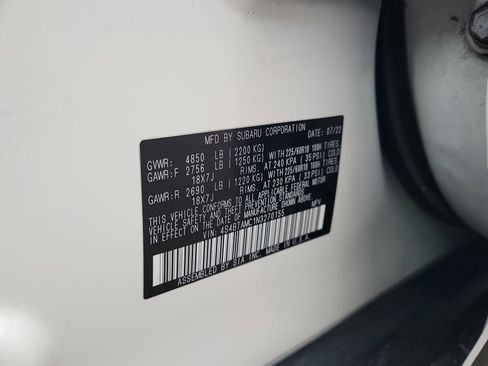 MFD BY SUBARU CORPORATION DATE: 07/22
GVWR: 4850 LB ( 2200 KG)
GAWR:F 2756 LB ( 1250 KG) WITH 225/60R18 100H TIRES,
18X7J RIMS, AT 240 KPA ( 35 PSI) COLD
GAWR:R 2690 LB ( 1220 KG) WITH 225/60R18 100H TIRES,
18X7J RIMS, AT 230 KPA ( 33 PSI) COLD
THIS VEHICLE CONFORMS TO ALL APPLICABLE FEDERAL MOTOR
VEHICLE SAFETY STANDARDS
IN EFFECT ON THE DATE OF MANUFACTURE SHOWN ABOVE.
VIN: 4S4BTAMC1N3270155 MPV
ASSEMBLED BY SIA INC. MADE IN U.S.A.